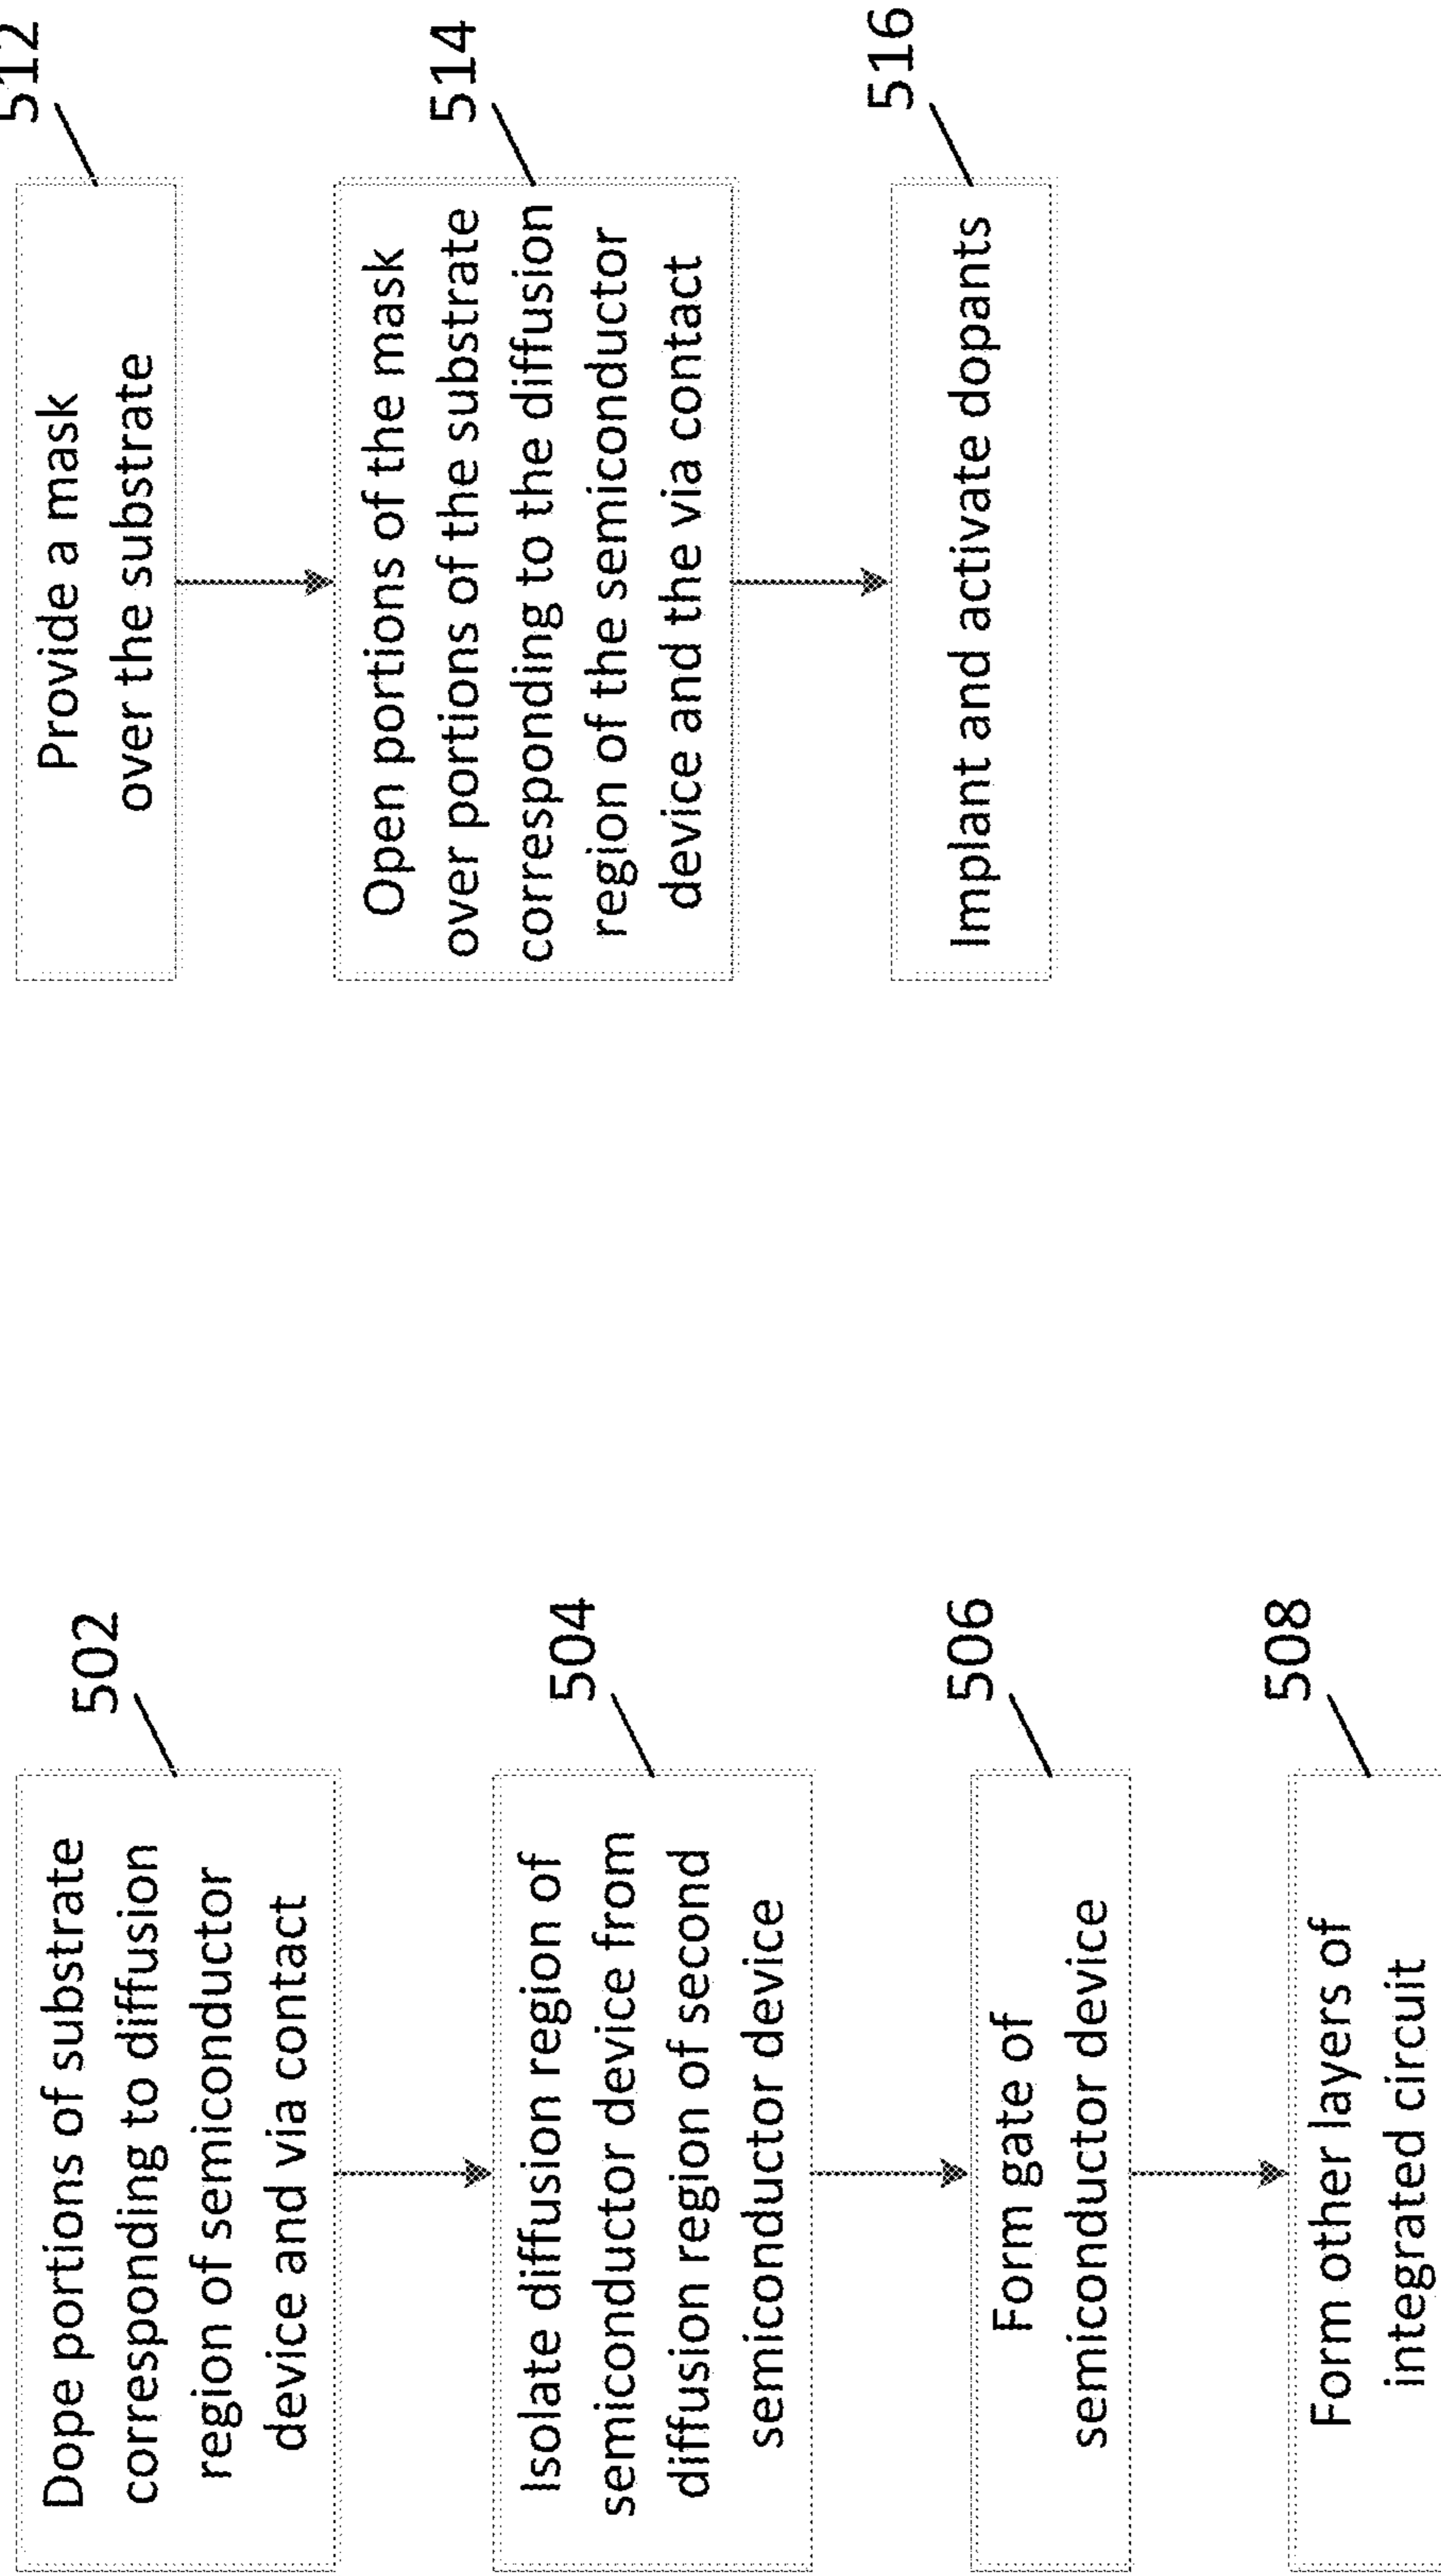 502
Dope portions of substrate
corresponding to diffusion
region of semiconductor
device and via contact
504
Isolate diffusion region of
semiconductor device from
diffusion region of second
semiconductor device
506
Form gate of
semiconductor device
508
Form other layers of
integrated circuit
512
Provide a mask
over the substrate
514
Open portions of the mask
over portions of the substrate
corresponding to the diffusion
region of the semiconductor
device and the via contact
516
Implant and activate dopants